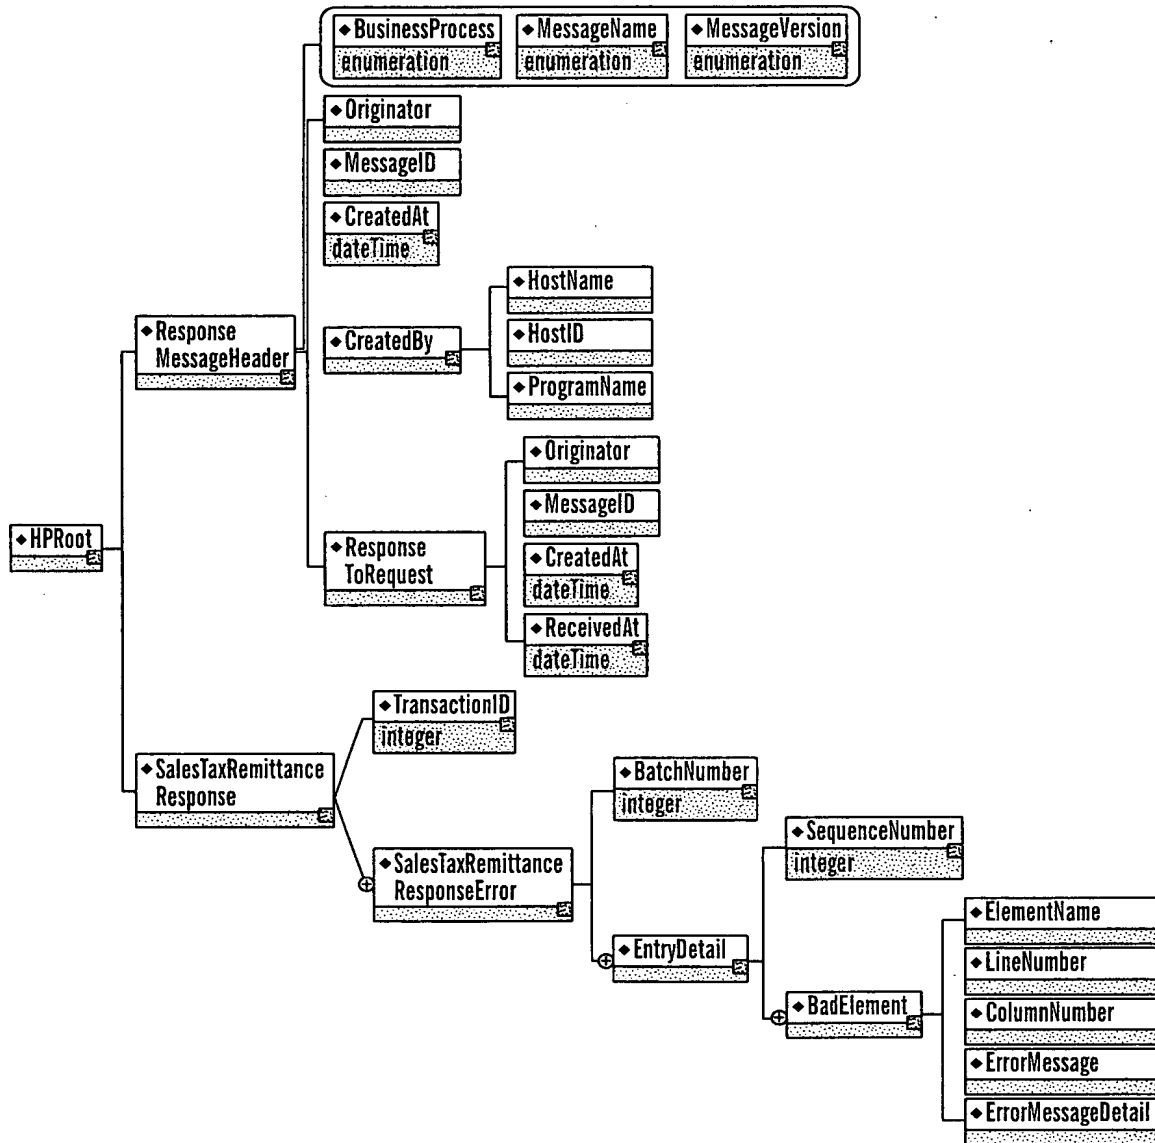 ◆BusinessProcess
enumeration
◆MessageName
enumeration
◆MessageVersion
enumeration
◆Originator
◆MessageID
◆CreatedAt
dateTime
◆HostName
◆HostID
◆ProgramName
◆CreatedBy
◆Response
MessageHeader
◆Originator
◆MessageID
◆CreatedAt
dateTime
◆ReceivedAt
dateTime
◆Response
ToRequest
◆HPRoot
◆TransactionID
integer
◆SalesTaxRemittance
Response
◆BatchNumber
integer
◆SalesTaxRemittance
ResponseError
◆SequenceNumber
integer
◆EntryDetail
◆BadElement
◆ElementName
◆LineNumber
◆ColumnNumber
◆ErrorMessage
◆ErrorMessageDetail